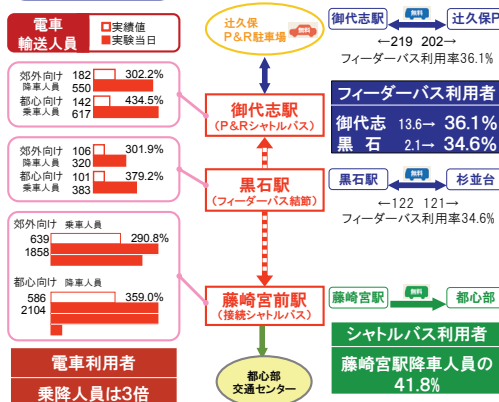 電車
輸送人員
実績値
実験当日
辻久保
P&R駐車場
御代志駅
無料
辻久保P
←219 202→
フィーダーバス利用率36.1%
郊外向け 182 302.2%
降車人員 550
都心向け 142 434.5%
乗車人員 617
御代志駅
(P&Rシャトルバス)
フィーダーバス利用者
御代志 13.6→ 36.1%
黒石 2.1→ 34.6%
郊外向け 106 301.9%
降車人員 320
都心向け 101 379.2%
乗車人員 383
黒石駅
(フィーダーバス結節)
黒石駅
無料
杉並台
←122 121→
フィーダーバス利用率34.6%
郊外向け 乗車人員
639 290.8%
1858
都心向け 降車人員
586 359.0%
2104
藤崎宮前駅
(接続シャトルバス)
藤崎宮駅
無料
都心部
電車利用者
乗降人員は3倍
都心部
交通センター
シャトルバス利用者
藤崎宮駅降車人員の
41.8%